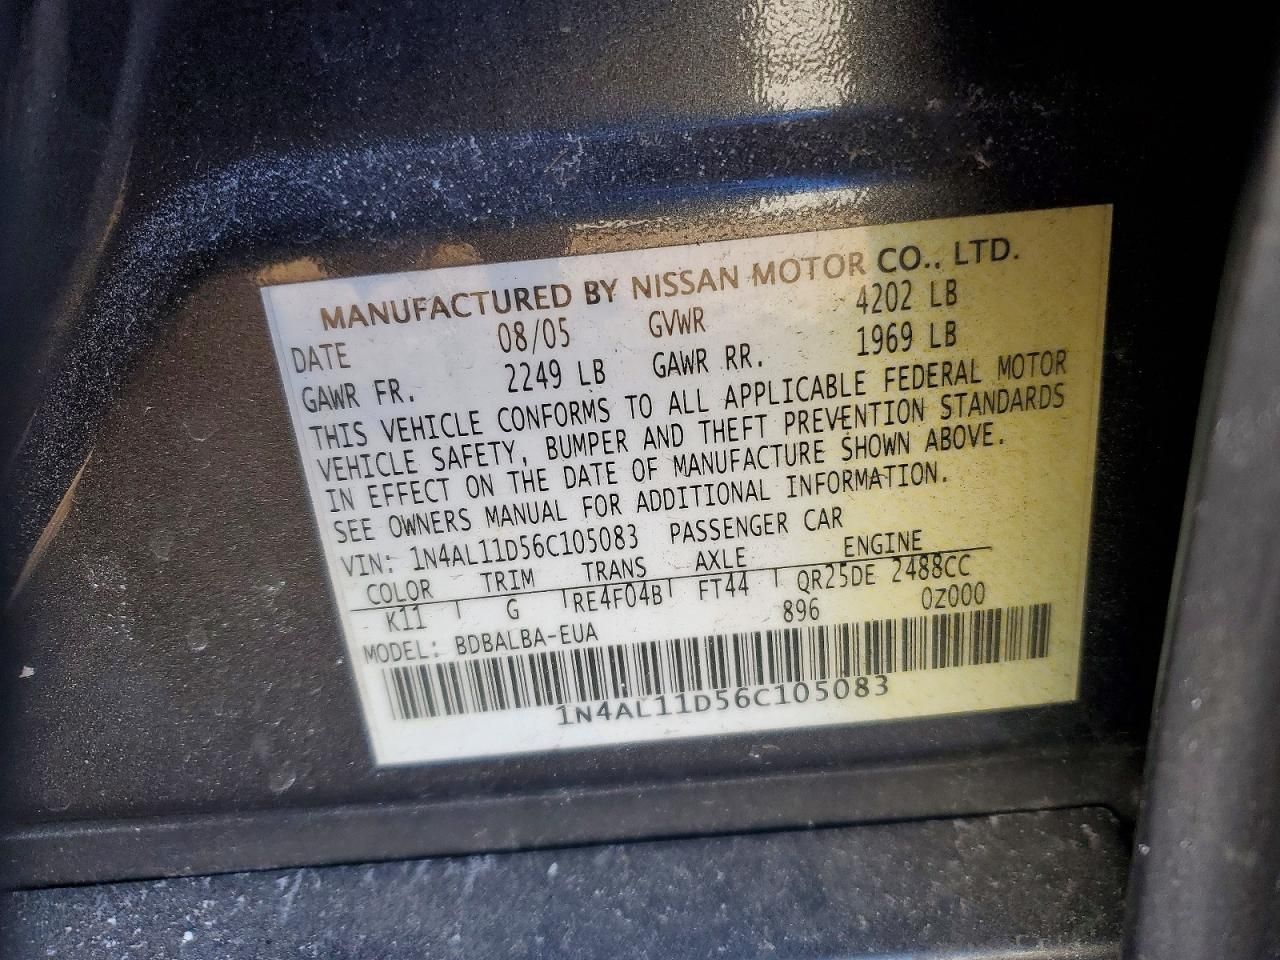 MANUFACTURED BY NISSAN MOTOR CO., LTD.
DATE 08/05 GVWR 4202 LB
GAWR FR. 2249 LB GAWR RR. 1969 LB
THIS VEHICLE CONFORMS TO ALL APPLICABLE FEDERAL MOTOR
VEHICLE SAFETY, BUMPER AND THEFT PREVENTION STANDARDS
IN EFFECT ON THE DATE OF MANUFACTURE SHOWN ABOVE.
SEE OWNERS MANUAL FOR ADDITIONAL INFORMATION.
VIN: 1N4AL11D56C105083 PASSENGER CAR
COLOR TRIM TRANS AXLE ENGINE
K11 G RE4F04B FT44 QR25DE 2488CC
MODEL: BDBALBA-EUA 896 0Z000
1N4AL11D56C105083